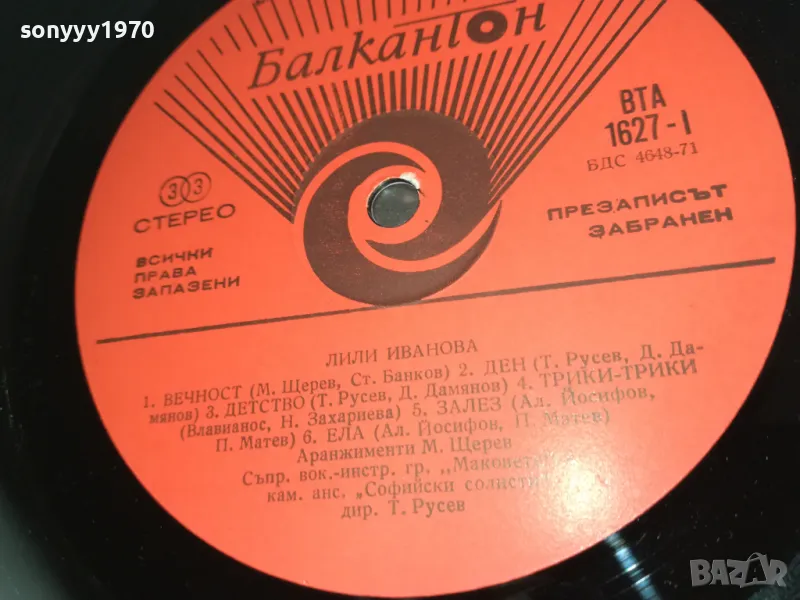 sonyyy1970
Балкантон
ВТА
1627-I
БДС 4648-71
33
СТЕРЕО
ПРЕЗАПИСЪТ
ЗАБРАНЕН
ВСИЧКИ
ПРАВА
ЗАПАЗЕНИ
ЛИЛИ ИВАНОВА
1. ВЕЧНОСТ (М. Щерев, Ст. Банков) 2. ДЕН (Т. Русев, Д. Да-
мянов) 3. ДЕТСТВО (Т. Русев, Д. Дамянов) 4. ТРИКИ-ТРИКИ
(Влавианос, Н. Захариева) 5. ЗАЛЕЗ (Ал. Йосифов,
П. Матев) 6. ЕЛА (Ал. Йосифов, П. Матев)
Аранжименти М. Щерев
Съпр. вок.-инстр. гр.
кам. анс. „Софийски
дир. Т. Русев
BAZAR